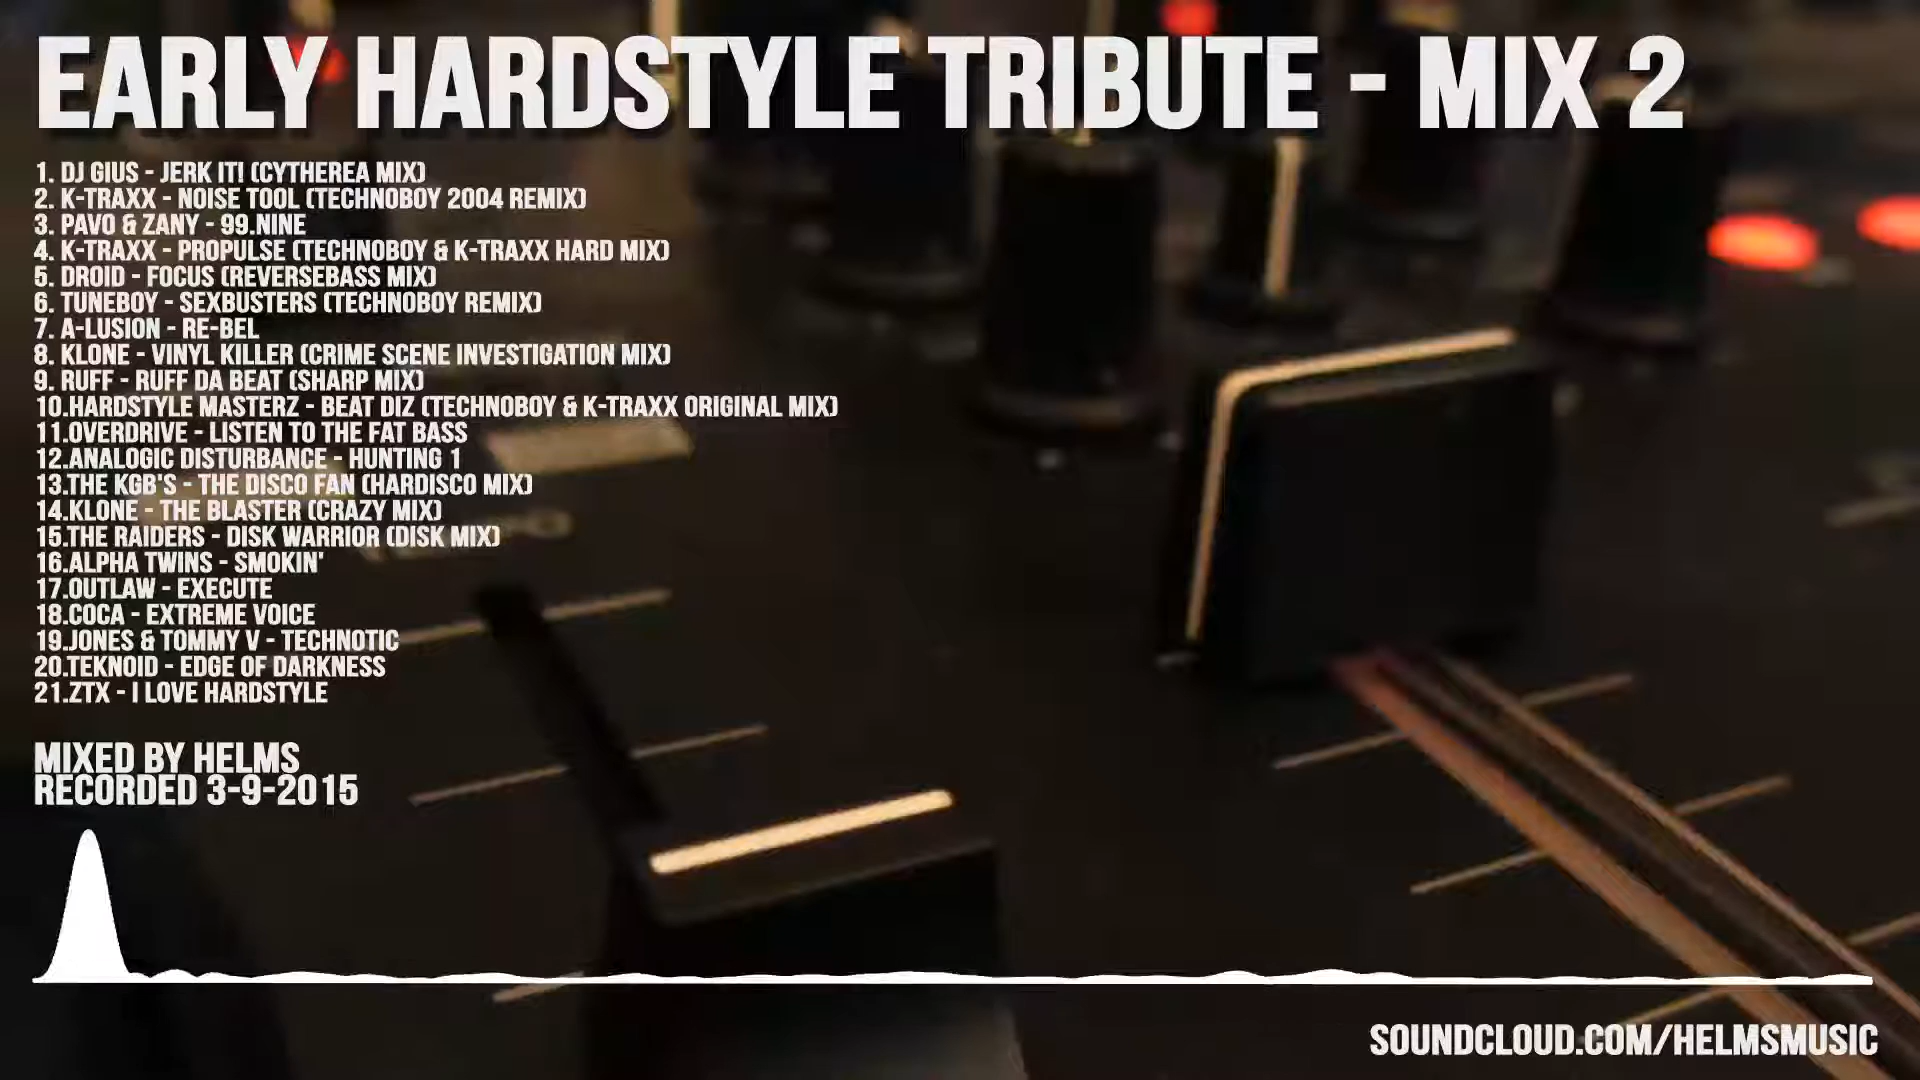 EARLY HARDSTYLE TRIBUTE - MIX 2
1. DJ GIUS - JERK IT! (CYTHEREA MIX)
2. K-TRAXX - NOISE TOOL (TECHNOBOY 2004 REMIX)
3. PAVO & ZANY - 99.NINE
4. K-TRAXX - PROPULSE (TECHNOBOY & K-TRAXX HARD MIX)
5. DROID - FOCUS (REVERSEBASS MIX)
6. TUNEBOY - SEXBUSTERS (TECHNOBOY REMIX)
7. A-LUSION - RE-BEL
8. KLONE - VINYL KILLER (CRIME SCENE INVESTIGATION MIX)
9. RUFF - RUFF DA BEAT (SHARP MIX)
10.HARDSTYLE MASTERZ - BEAT DIZ (TECHNOBOY & K-TRAXX ORIGINAL MIX)
11.OVERDRIVE - LISTEN TO THE FAT BASS
12.ANALOGIC DISTURBANCE - HUNTING 1
13.THE KGB'S - THE DISCO FAN (HARDISCO MIX)
14.KLONE - THE BLASTER (CRAZY MIX)
15.THE RAIDERS - DISK WARRIOR (DISK MIX)
16.ALPHA TWINS - SMOKIN'
17.OUTLAW - EXECUTE
18.COCA - EXTREME VOICE
19.JONES & TOMMY V - TECHNOTIC
20.TEKNOID - EDGE OF DARKNESS
21.ZTX - I LOVE HARDSTYLE
MIXED BY HELMS
RECORDED 3-9-2015
SOUNDCLOUD.COM/HELMSMUSIC